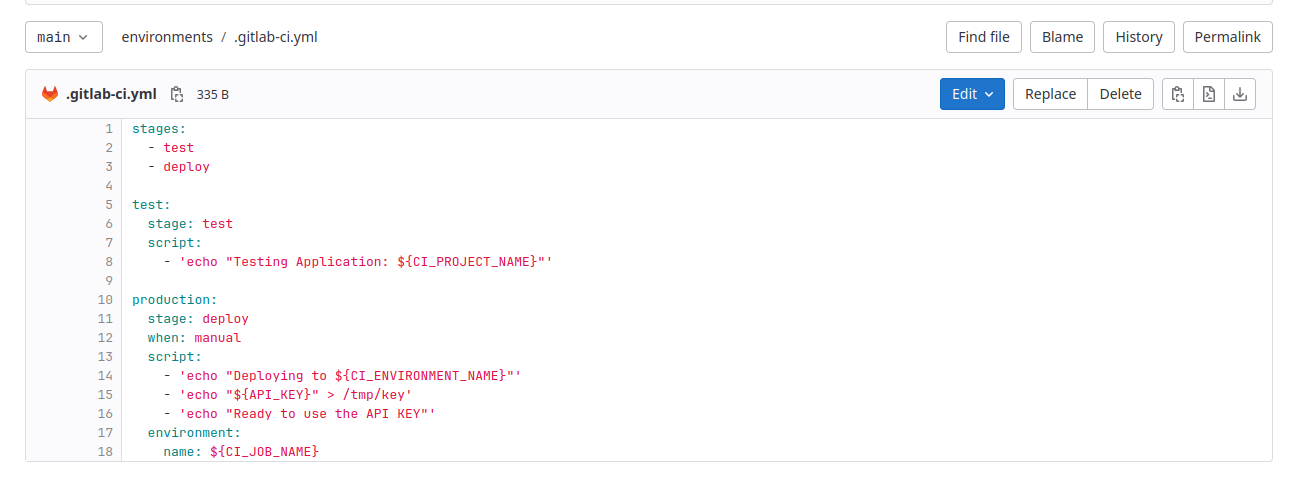 main environments / .gitlab-ci.yml Find file Blame History Permalink
.gitlab-ci.yml 335 B Edit Replace Delete
1 stages:
2   - test
3   - deploy
4
5 test:
6   stage: test
7   script:
8     - 'echo "Testing Application: ${CI_PROJECT_NAME}"'
9
10 production:
11   stage: deploy
12   when: manual
13   script:
14     - 'echo "Deploying to ${CI_ENVIRONMENT_NAME}"'
15     - 'echo "${API_KEY}" > /tmp/key'
16     - 'echo "Ready to use the API KEY"'
17   environment:
18     name: ${CI_JOB_NAME}